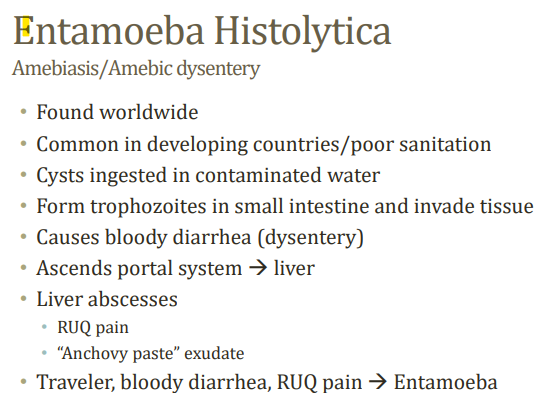 Entamoeba Histolytica
Amebiasis/Amebic dysentery
• Found worldwide
• Common in developing countries/poor sanitation
• Cysts ingested in contaminated water
• Form trophozoites in small intestine and invade tissue
• Causes bloody diarrhea (dysentery)
• Ascends portal system → liver
• Liver abscesses
• RUQ pain
• “Anchovy paste” exudate
• Traveler, bloody diarrhea, RUQ pain → Entamoeba